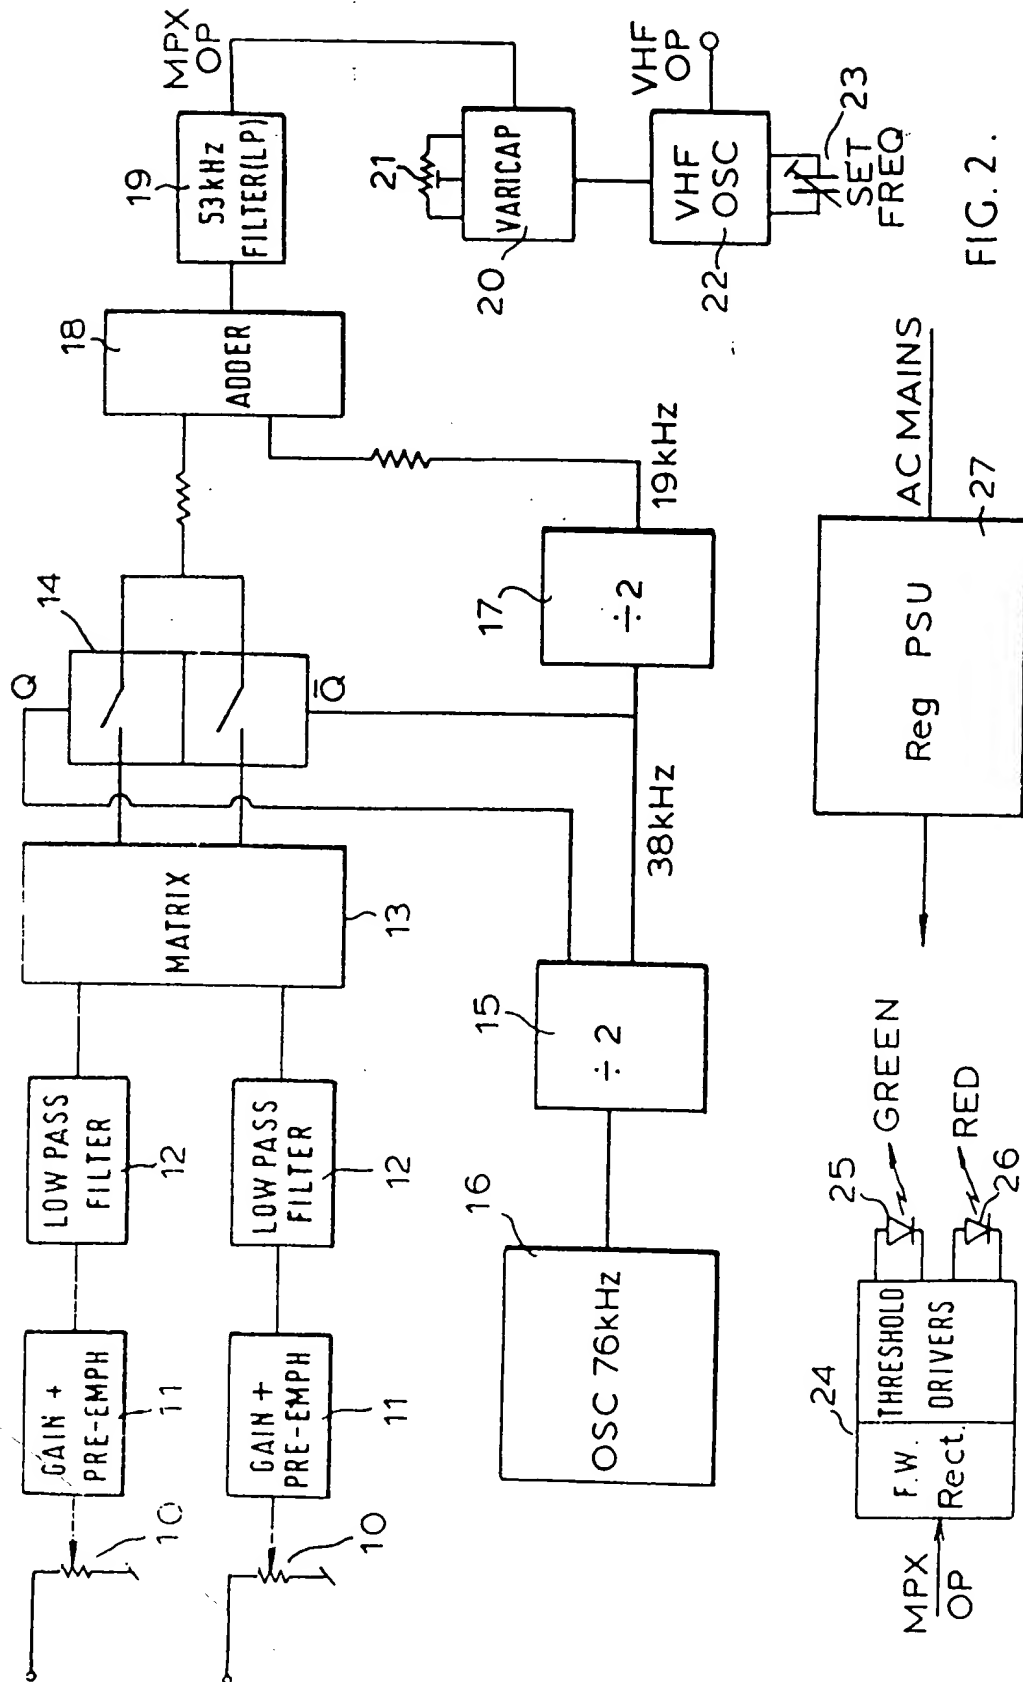 10
GAIN +
PRE-EMPH
11
LOW PASS
FILTER
12
10
GAIN +
PRE-EMPH
11
LOW PASS
FILTER
12
MATRIX
13
Q
14
Q̅
OSC 76kHz
16
÷2
15
38kHz
÷2
17
19kHz
ADDER
18
53kHz
FILTER(LP)
19
MPX
OP
VARICAP
20
21
VHF
OSC
22
VHF
OP
23
SET
FREQ
MPX
OP
F.W.
Rect.
THRESHOLD
DRIVERS
24
25
GREEN
26
RED
Reg PSU
27
AC MAINS
FIG. 2.